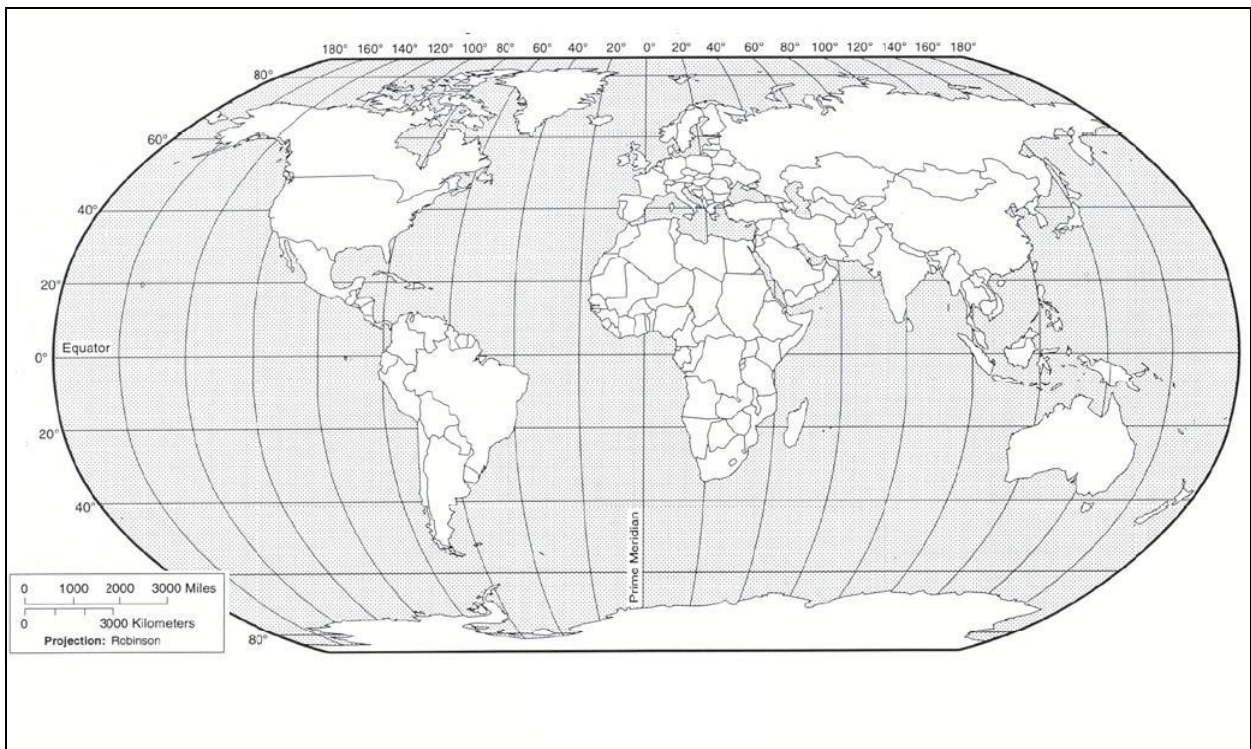 180° 160° 140° 120° 100° 80° 60° 40° 20° 0° 20° 40° 60° 80° 100° 120° 140° 160° 180°
80°
60°
40°
20°
0° Equator
20°
40°
Prime Meridian
0 1000 2000 3000 Miles
0 3000 Kilometers
Projection: Robinson
80°